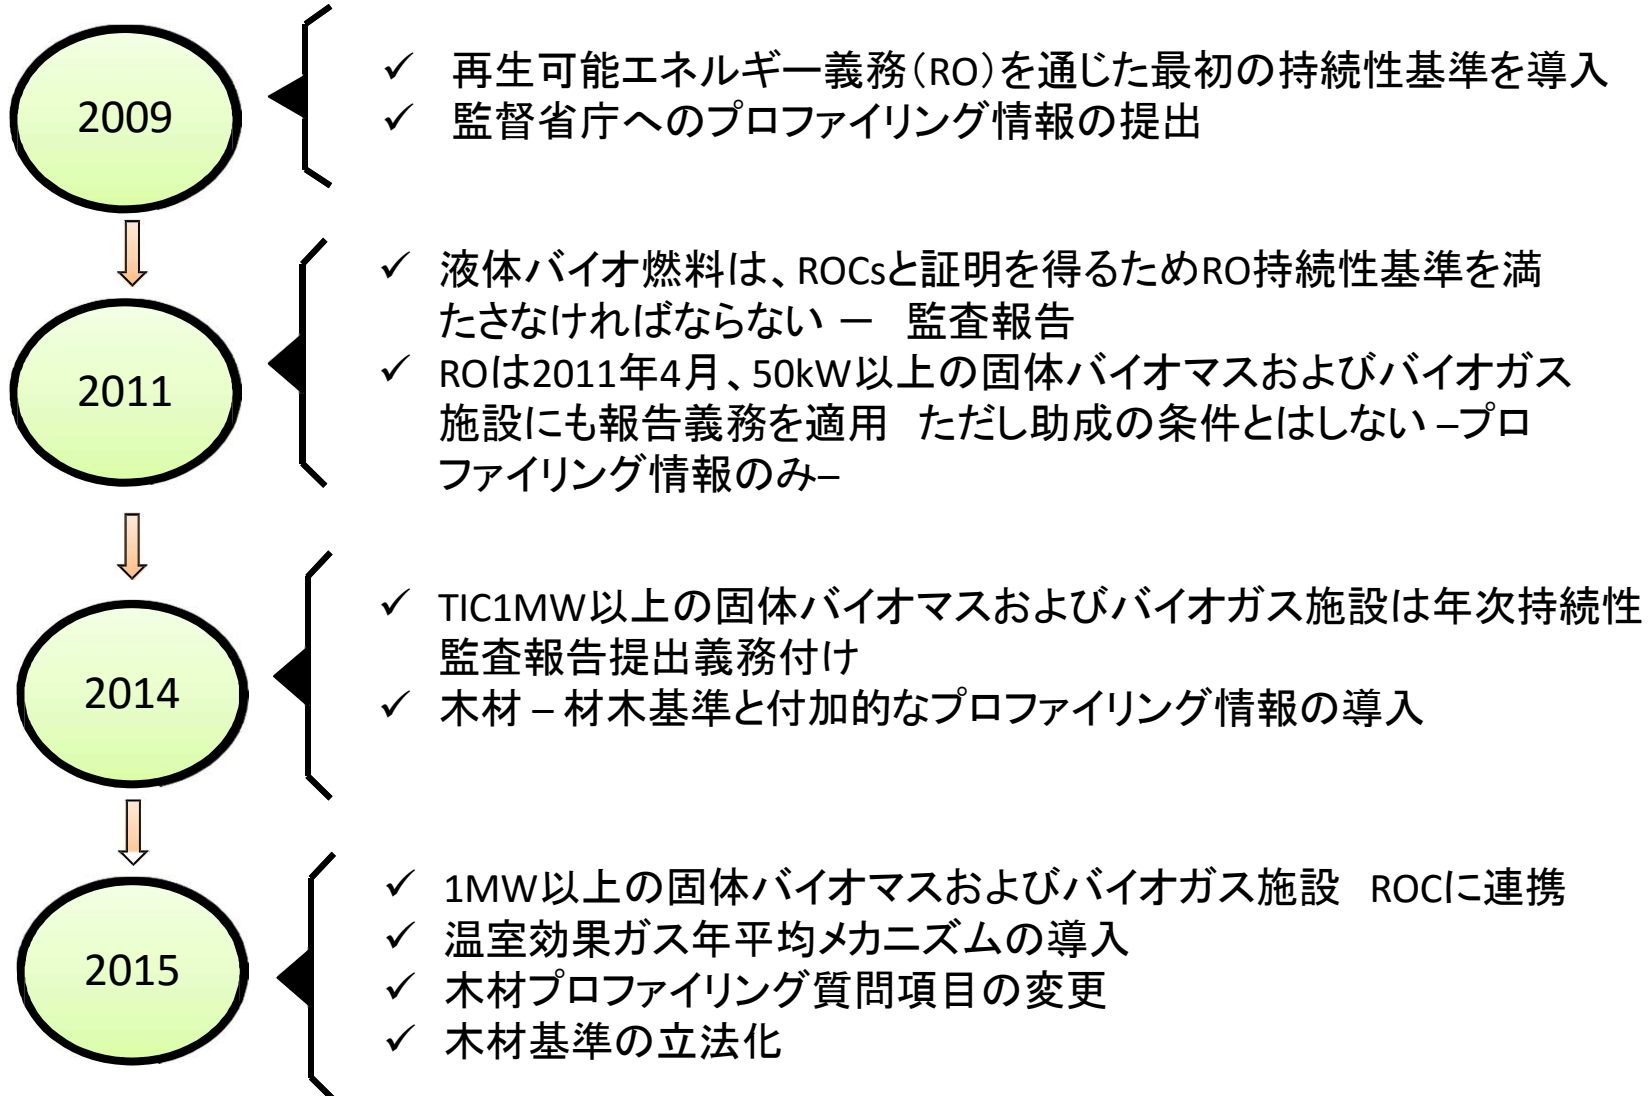 2009
✓ 再生可能エネルギー義務（RO）を通じた最初の持続性基準を導入
✓ 監督省庁へのプロファイリング情報の提出
2011
✓ 液体バイオ燃料は、ROCsと証明を得るためRO持続性基準を満
たさなければならない － 監査報告
✓ ROは2011年4月、50kW以上の固体バイオマスおよびバイオガス
施設にも報告義務を適用　ただし助成の条件とはしない –プロ
ファイリング情報のみ–
2014
✓ TIC1MW以上の固体バイオマスおよびバイオガス施設は年次持続性
監査報告提出義務付け
✓ 木材 – 材木基準と付加的なプロファイリング情報の導入
2015
✓ 1MW以上の固体バイオマスおよびバイオガス施設　ROCに連携
✓ 温室効果ガス年平均メカニズムの導入
✓ 木材プロファイリング質問項目の変更
✓ 木材基準の立法化